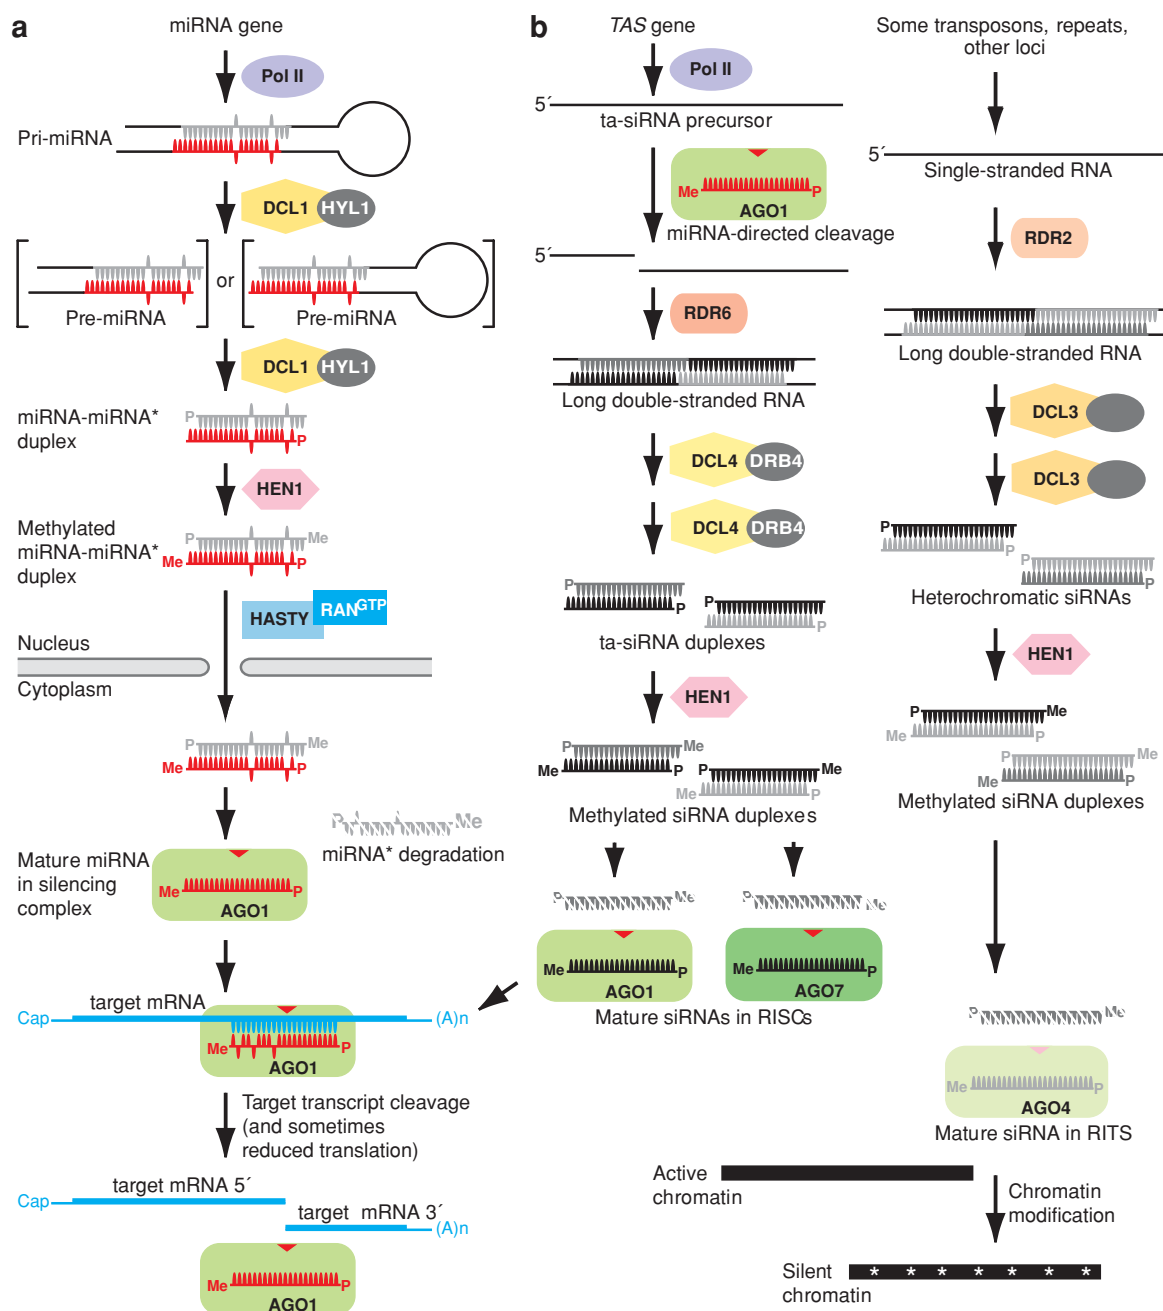 a
miRNA gene
Pol II
Pri-miRNA
DCL1
HYL1
or
Pre-miRNA
Pre-miRNA
DCL1
HYL1
miRNA-miRNA*
duplex
P
P
HEN1
Methylated
miRNA-miRNA*
duplex
P
Me
Me
P
HASTY
RAN^GTP
Nucleus
Cytoplasm
P
Me
Me
P
P
Me
miRNA* degradation
Mature miRNA
in silencing
complex
Me
P
AGO1
target mRNA
Cap
(A)n
Me
P
AGO1
Target transcript cleavage
(and sometimes
reduced translation)
target mRNA 5´
Cap
target mRNA 3´
(A)n
Me
P
AGO1
b
TAS gene
Pol II
5´
ta-siRNA precursor
Me
P
AGO1
miRNA-directed cleavage
5´
RDR6
Long double-stranded RNA
DCL4
DRB4
DCL4
DRB4
P
P
P
P
ta-siRNA duplexes
HEN1
P
Me
Me
P
P
Me
Me
P
Methylated siRNA duplexes
P
Me
P
Me
Me
P
AGO1
Me
P
AGO7
Mature siRNAs in RISCs
Some transposons, repeats,
other loci
5´
Single-stranded RNA
RDR2
Long double-stranded RNA
DCL3
DCL3
P
P
P
P
Heterochromatic siRNAs
HEN1
P
Me
Me
P
P
Me
Me
P
Methylated siRNA duplexes
P
Me
Me
P
AGO4
Mature siRNA in RITS
Active
chromatin
Chromatin
modification
Silent
chromatin
* * * * * * *